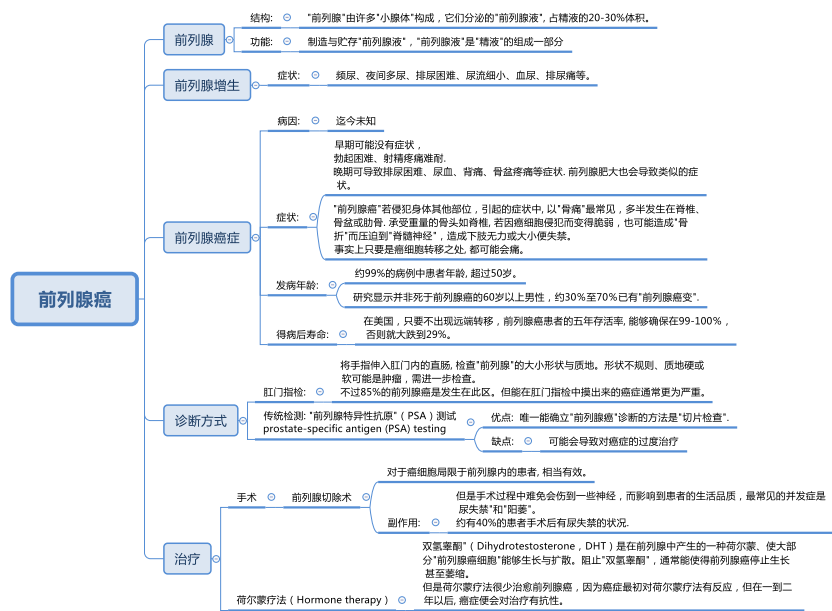 前列腺癌
前列腺
结构:
"前列腺"由许多"小腺体"构成，它们分泌的"前列腺液", 占精液的20-30%体积。
功能:
制造与贮存"前列腺液"，"前列腺液"是"精液"的组成一部分
前列腺增生
症状:
频尿、夜间多尿、排尿困难、尿流细小、血尿、排尿痛等。
前列腺癌症
病因:
迄今未知
症状:
早期可能没有症状，
勃起困难、射精疼痛难耐.
晚期可导致排尿困难、尿血、背痛、骨盆疼痛等症状. 前列腺肥大也会导致类似的症
状。
"前列腺癌"若侵犯身体其他部位，引起的症状中, 以"骨痛"最常见，多半发生在脊椎、
骨盆或肋骨. 承受重量的骨头如脊椎, 若因癌细胞侵犯而变得脆弱，也可能造成"骨
折"而压迫到"脊髓神经"，造成下肢无力或大小便失禁。
事实上只要是癌细胞转移之处, 都可能会痛。
发病年龄:
约99%的病例中患者年龄, 超过50岁。
研究显示并非死于前列腺癌的60岁以上男性，约30%至70%已有"前列腺癌变".
得病后寿命:
在美国，只要不出现远端转移，前列腺癌患者的五年存活率, 能够确保在99-100%，
否则就大跌到29%。
诊断方式
肛门指检:
将手指伸入肛门内的直肠, 检查"前列腺"的大小形状与质地。形状不规则、质地硬或
软可能是肿瘤，需进一步检查。
不过85%的前列腺癌是发生在此区。但能在肛门指检中摸出来的癌症通常更为严重。
传统检测: "前列腺特异性抗原"（PSA）测试
prostate-specific antigen (PSA) testing
优点: 唯一能确立"前列腺癌"诊断的方法是"切片检查".
缺点:
可能会导致对癌症的过度治疗
治疗
手术
前列腺切除术
对于癌细胞局限于前列腺内的患者, 相当有效。
副作用:
但是手术过程中难免会伤到一些神经，而影响到患者的生活品质，最常见的并发症是
尿失禁"和"阳萎"。
约有40%的患者手术后有尿失禁的状况.
荷尔蒙疗法（Hormone therapy）
双氢睾酮"（Dihydrotestosterone，DHT）是在前列腺中产生的一种荷尔蒙、使大部
分"前列腺癌细胞"能够生长与扩散。阻止"双氢睾酮"，通常能使得前列腺癌停止生长
甚至萎缩。
但是荷尔蒙疗法很少治愈前列腺癌，因为癌症最初对荷尔蒙疗法有反应，但在一到二
年以后, 癌症便会对治疗有抗性。